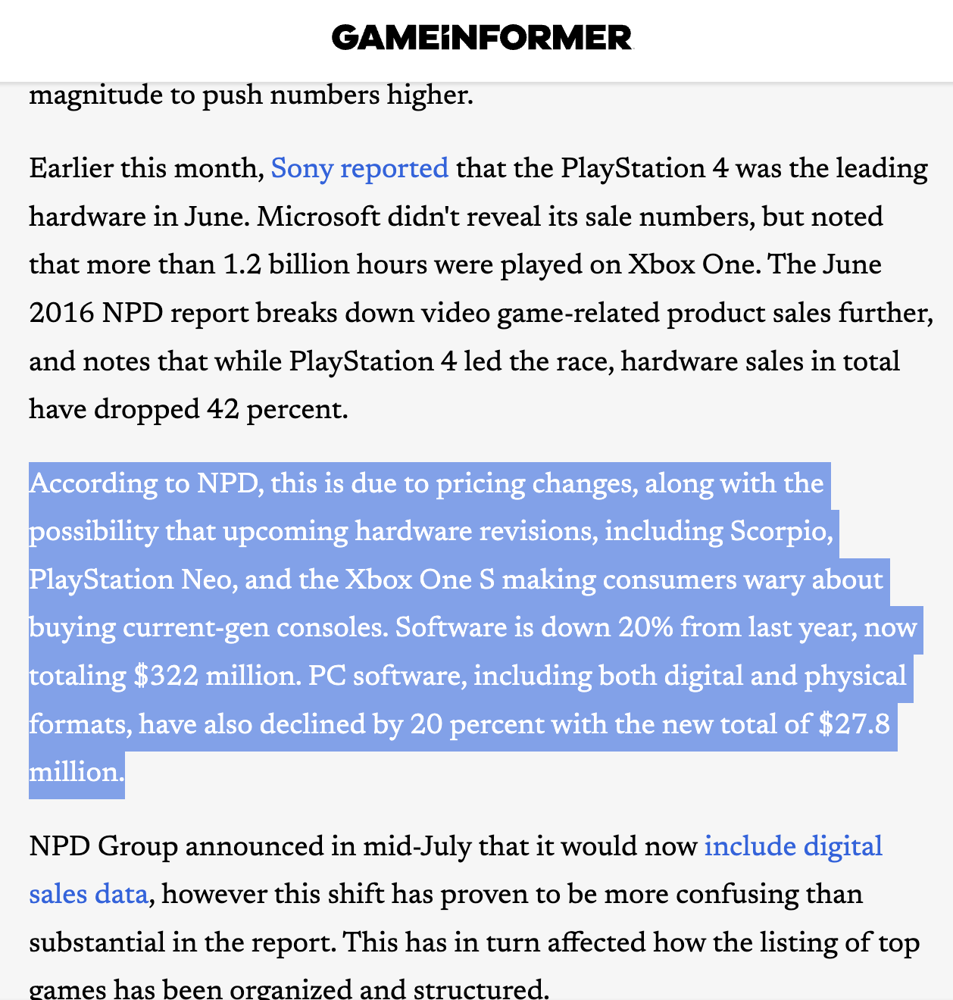 GAMEiNFORMER
magnitude to push numbers higher.
Earlier this month, Sony reported that the PlayStation 4 was the leading
hardware in June. Microsoft didn't reveal its sale numbers, but noted
that more than 1.2 billion hours were played on Xbox One. The June
2016 NPD report breaks down video game-related product sales further,
and notes that while PlayStation 4 led the race, hardware sales in total
have dropped 42 percent.
According to NPD, this is due to pricing changes, along with the
possibility that upcoming hardware revisions, including Scorpio,
PlayStation Neo, and the Xbox One S making consumers wary about
buying current-gen consoles. Software is down 20% from last year, now
totaling $322 million. PC software, including both digital and physical
formats, have also declined by 20 percent with the new total of $27.8
million.
NPD Group announced in mid-July that it would now include digital
sales data, however this shift has proven to be more confusing than
substantial in the report. This has in turn affected how the listing of top
games has been organized and structured.